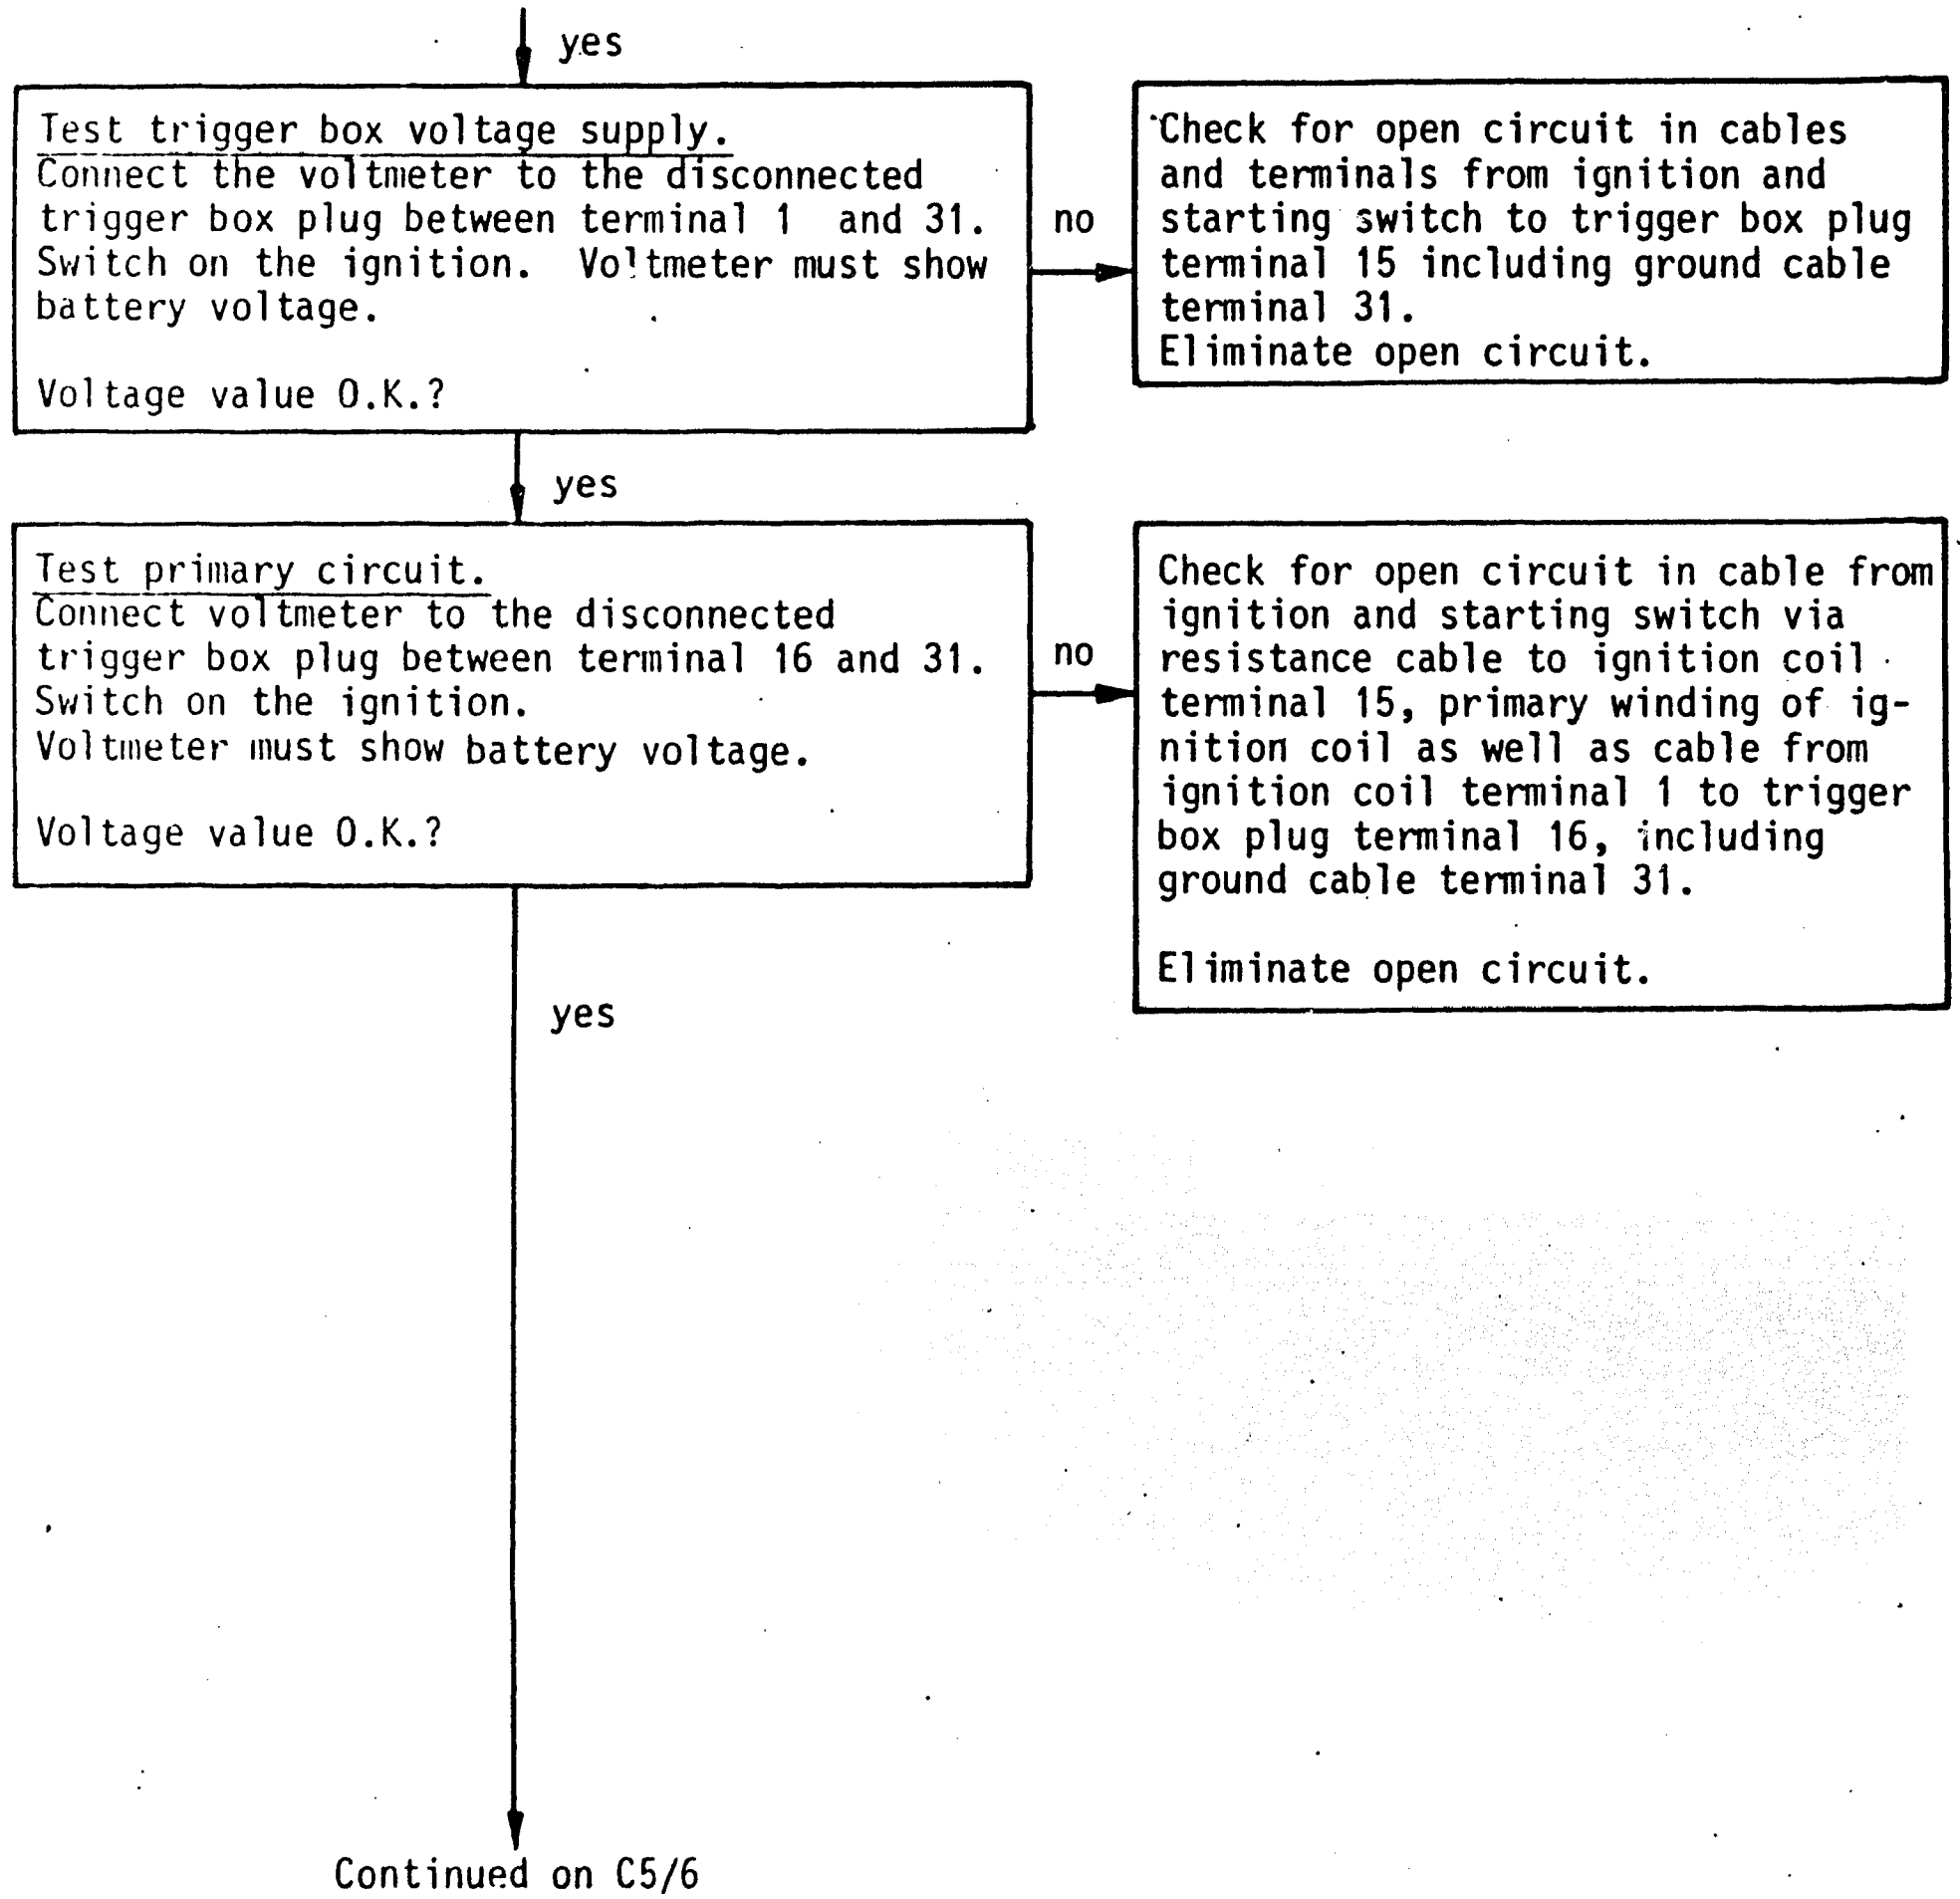 yes
Test trigger box voltage supply.
Connect the voltmeter to the disconnected
trigger box plug between terminal 1 and 31.
Switch on the ignition. Voltmeter must show
battery voltage.
Voltage value O.K.?
no
Check for open circuit in cables
and terminals from ignition and
starting switch to trigger box plug
terminal 15 including ground cable
terminal 31.
Eliminate open circuit.
yes
Test primary circuit.
Connect voltmeter to the disconnected
trigger box plug between terminal 16 and 31.
Switch on the ignition.
Voltmeter must show battery voltage.
Voltage value O.K.?
no
Check for open circuit in cable from
ignition and starting switch via
resistance cable to ignition coil
terminal 15, primary winding of ig-
nition coil as well as cable from
ignition coil terminal 1 to trigger
box plug terminal 16, including
ground cable terminal 31.
Eliminate open circuit.
yes
Continued on C5/6